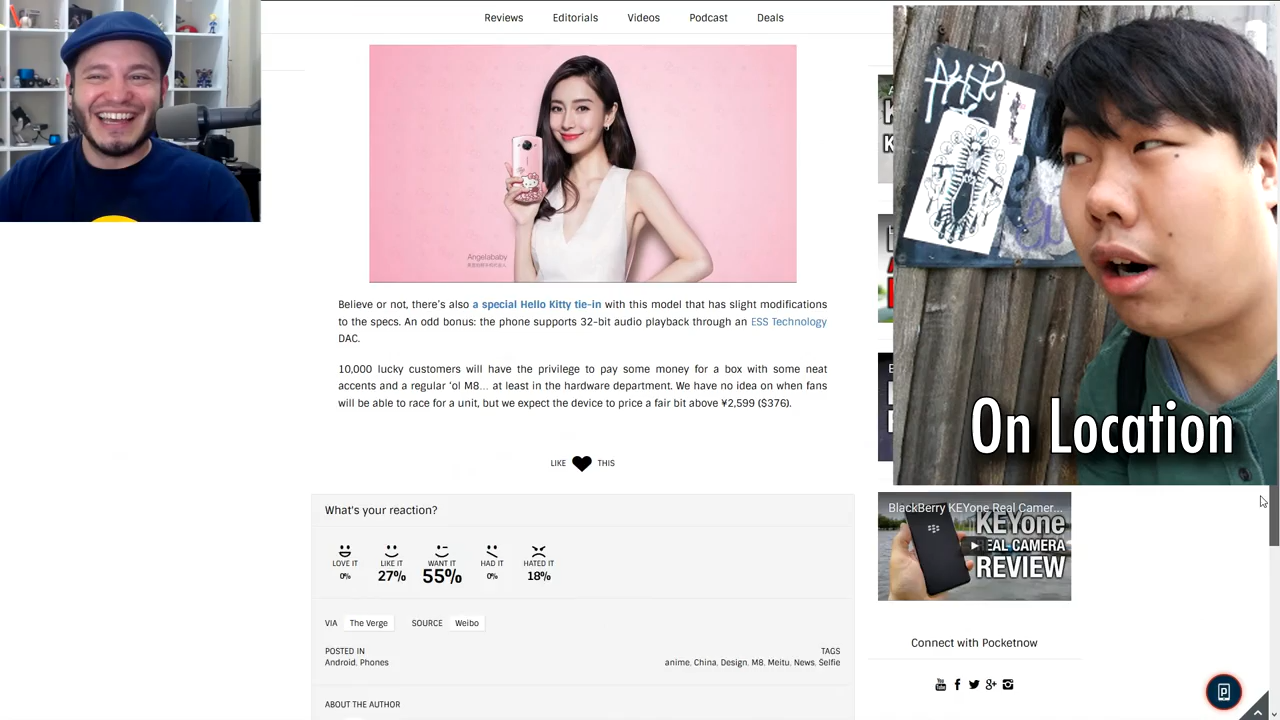 Reviews
Editorials
Videos
Podcast
Deals
Angelababy
Believe or not, there's also a special Hello Kitty tie-in with this model that has slight modifications
to the specs. An odd bonus: the phone supports 32-bit audio playback through an ESS Technology
DAC.
10,000 lucky customers will have the privilege to pay some money for a box with some neat
accents and a regular 'ol M8... at least in the hardware department. We have no idea on when fans
will be able to race for a unit, but we expect the device to price a fair bit above ¥2,599 ($376).
LIKE THIS
What's your reaction?
LOVE IT
0%
LIKE IT
27%
WANT IT
55%
HAD IT
0%
HATED IT
18%
VIA The Verge SOURCE Weibo
POSTED IN
Android, Phones
TAGS
anime, China, Design, M8, Meitu, News, Selfie
ABOUT THE AUTHOR
On Location
BlackBerry KEYone Real Camer...
KEYone
REAL CAMERA
REVIEW
Connect with Pocketnow